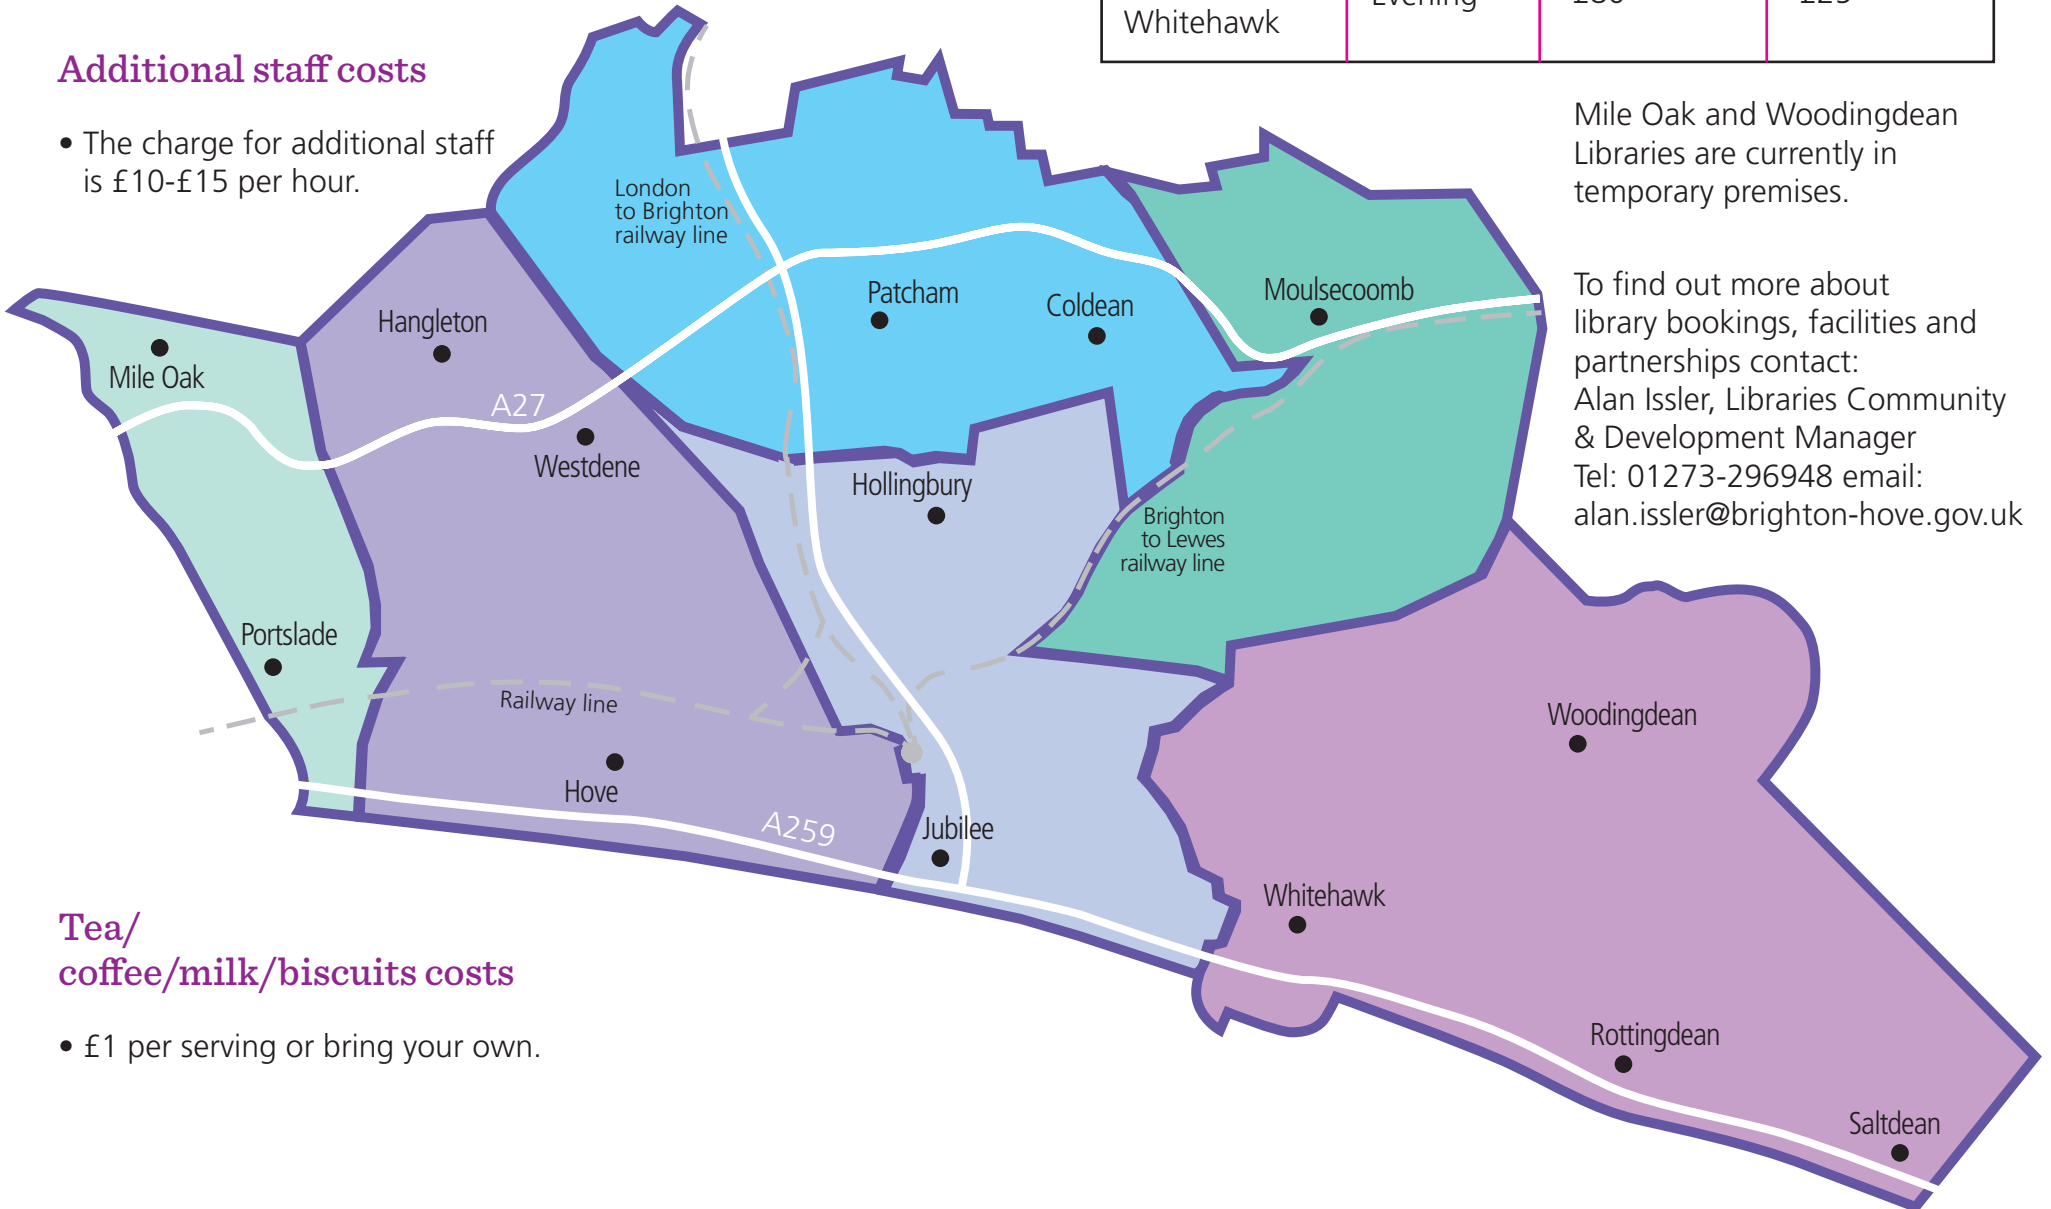 Whitehawk
Additional staff costs
• The charge for additional staff
is £10-£15 per hour.
Mile Oak and Woodingdean
Libraries are currently in
temporary premises.
To find out more about
library bookings, facilities and
partnerships contact:
Alan Issler, Libraries Community
& Development Manager
Tel: 01273-296948 email:
alan.issler@brighton-hove.gov.uk
London
to Brighton
railway line
Patcham
Coldean
Moulsecoomb
Hangleton
Mile Oak
A27
Westdene
Hollingbury
Brighton
to Lewes
railway line
Portslade
Railway line
Woodingdean
Hove
A259
Jubilee
Whitehawk
Rottingdean
Saltdean
Tea/
coffee/milk/biscuits costs
• £1 per serving or bring your own.